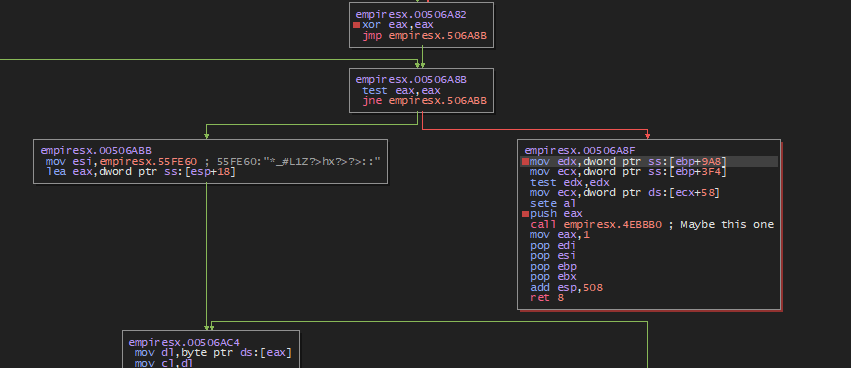 empiresx.00506A82
xor eax,eax
jmp empiresx.506A8B
empiresx.00506A8B
test eax,eax
jne empiresx.506ABB
empiresx.00506ABB
mov esi,empiresx.55FE60 ; 55FE60:"*_#L1Z?>hx?>?>::"
lea eax,dword ptr ss:[esp+18]
empiresx.00506A8F
mov edx,dword ptr ss:[ebp+9A8]
mov ecx,dword ptr ss:[ebp+3F4]
test edx,edx
mov ecx,dword ptr ds:[ecx+58]
sete al
push eax
call empiresx.4EBBB0 ; Maybe this one
mov eax,1
pop edi
pop esi
pop ebp
pop ebx
add esp,508
ret 8
empiresx.00506AC4
mov dl,byte ptr ds:[eax]
mov cl,dl